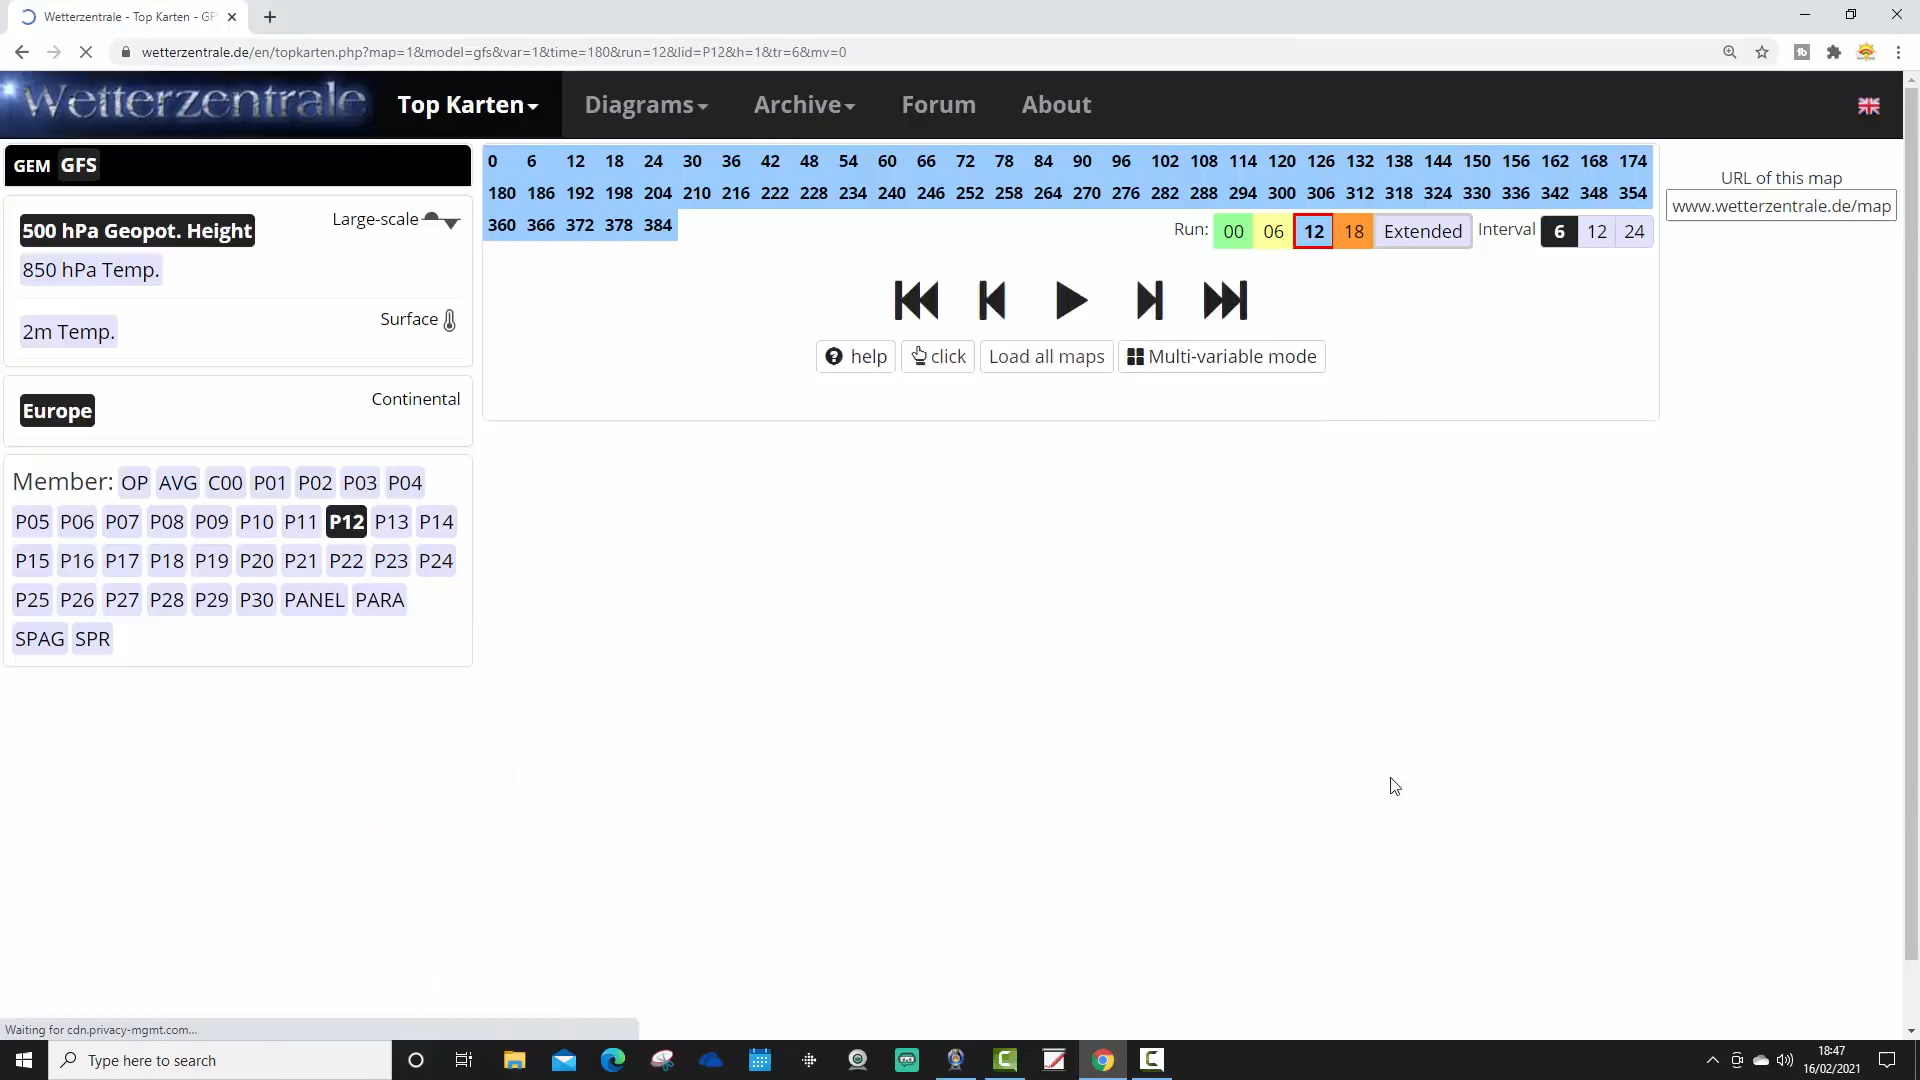 Wetterzentrale - Top Karten - GF
wetterzentrale.de/en/topkarten.php?map=1&model=gfs&var=1&time=180&run=12&lid=P12&h=1&tr=6&mv=0
Wetterzentrale Top Karten Diagrams Archive Forum About
GEM GFS
500 hPa Geopot. Height Large-scale
850 hPa Temp.
Surface
2m Temp.
Continental
Europe
Member: OP AVG C00 P01 P02 P03 P04
P05 P06 P07 P08 P09 P10 P11 P12 P13 P14
P15 P16 P17 P18 P19 P20 P21 P22 P23 P24
P25 P26 P27 P28 P29 P30 PANEL PARA
SPAG SPR
0 6 12 18 24 30 36 42 48 54 60 66 72 78 84 90 96 102 108 114 120 126 132 138 144 150 156 162 168 174
180 186 192 198 204 210 216 222 228 234 240 246 252 258 264 270 276 282 288 294 300 306 312 318 324 330 336 342 348 354
360 366 372 378 384
Run: 00 06 12 18 Extended Interval 6 12 24
help click Load all maps Multi-variable mode
URL of this map
www.wetterzentrale.de/map
Waiting for cdn.privacy-mgmt.com...
Type here to search
18:47
16/02/2021